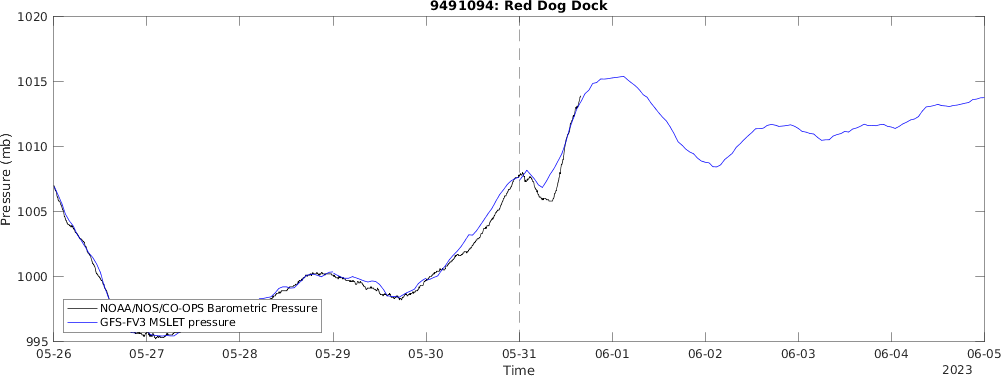 9491094: Red Dog Dock
1020
1015
1010
1005
1000
995
Pressure (mb)
NOAA/NOS/CO-OPS Barometric Pressure
GFS-FV3 MSLET pressure
05-26 05-27 05-28 05-29 05-30 05-31 06-01 06-02 06-03 06-04 06-05
Time
2023